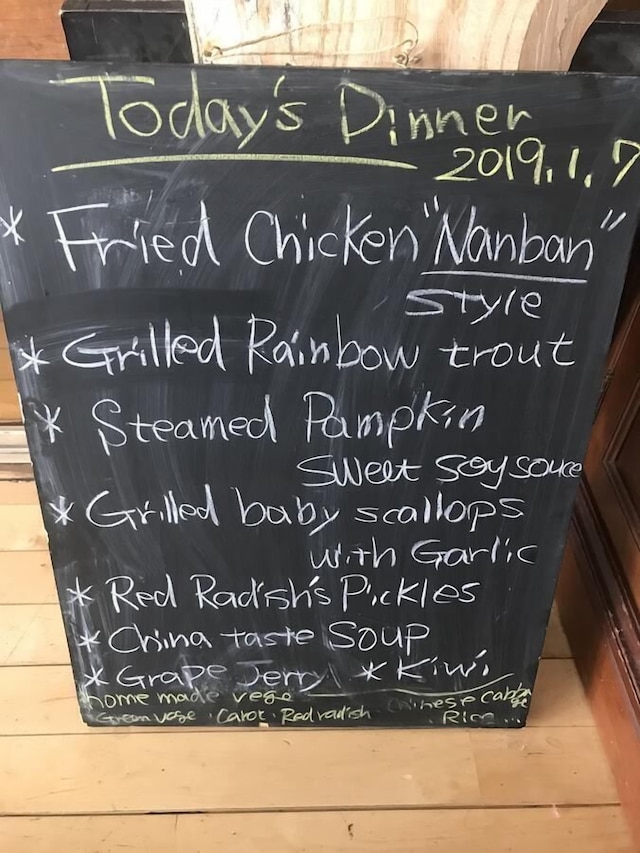 Today's Dinner
2019.1.7
* Fried Chicken "Nanban"
style
* Grilled Rainbow trout
* Steamed Pampkin
sweet soy souce
* Grilled baby scallops
with Garlic
* Red Radish's Pickles
* China taste SOUP
* Grape Jerry * Kiwi
home made vege Chinese cabbage
Green vege . Carot . Red radish Rice...